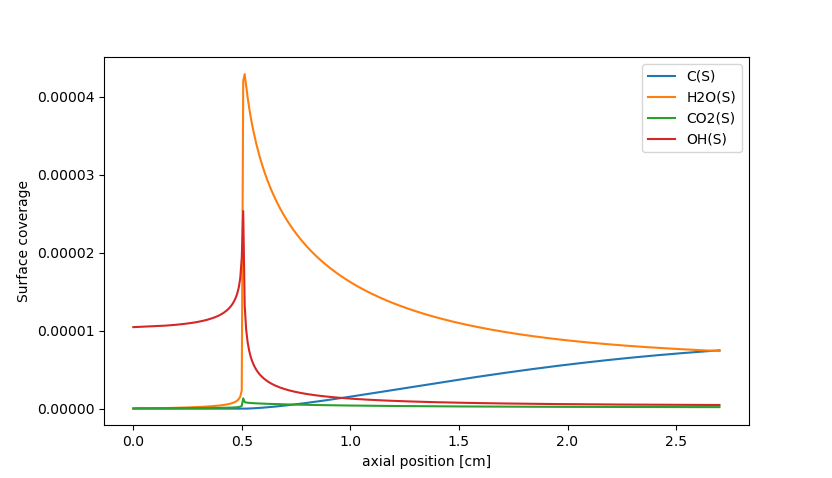 C(S)
H2O(S)
CO2(S)
OH(S)
0.00004
0.00003
0.00002
0.00001
0.00000
Surface coverage
0.0 0.5 1.0 1.5 2.0 2.5
axial position [cm]